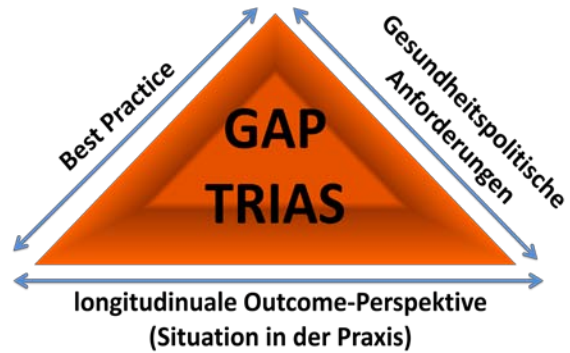 Best Practice
Gesundheitspolitische
Anforderungen
GAP
TRIAS
longitudinuale Outcome-Perspektive
(Situation in der Praxis)